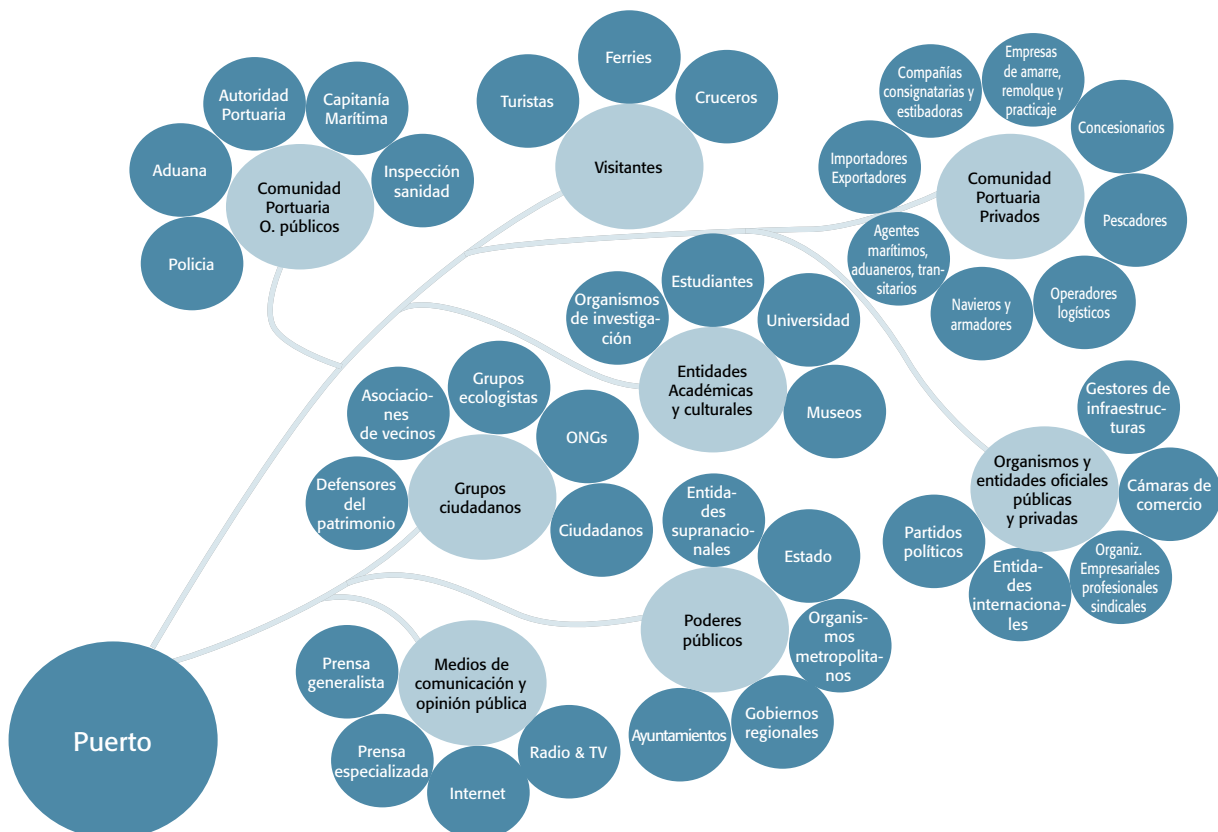 Ferries
Turistas
Cruceros
Visitantes
Autoridad
Portuaria
Capitanía
Marítima
Aduana
Inspección
sanidad
Policia
Comunidad
Portuaria
O. públicos
Empresas
de amarre,
remolque y
practicaje
Compañías
consignatarias y
estibadoras
Concesionarios
Importadores
Exportadores
Comunidad
Portuaria
Privados
Pescadores
Agentes
marítimos,
aduaneros, tran-
sitarios
Navieros y
armadores
Operadores
logísticos
Estudiantes
Organismos
de investiga-
ción
Universidad
Entidades
Académicas
y culturales
Museos
Grupos
ecologistas
Asociacio-
nes
de vecinos
ONGs
Defensores
del
patrimonio
Grupos
ciudadanos
Ciudadanos
Gestores de
infraestruc-
turas
Organismos y
entidades oficiales
públicas
y privadas
Cámaras de
comercio
Partidos
políticos
Entida-
des
internaciona-
les
Organiz.
Empresariales
profesionales
sindicales
Entida-
des
supranacio-
nales
Estado
Poderes
públicos
Organis-
mos
metropolita-
nos
Gobiernos
regionales
Ayuntamientos
Prensa
generalista
Medios de
comunicación y
opinión pública
Prensa
especializada
Internet
Radio & TV
Puerto